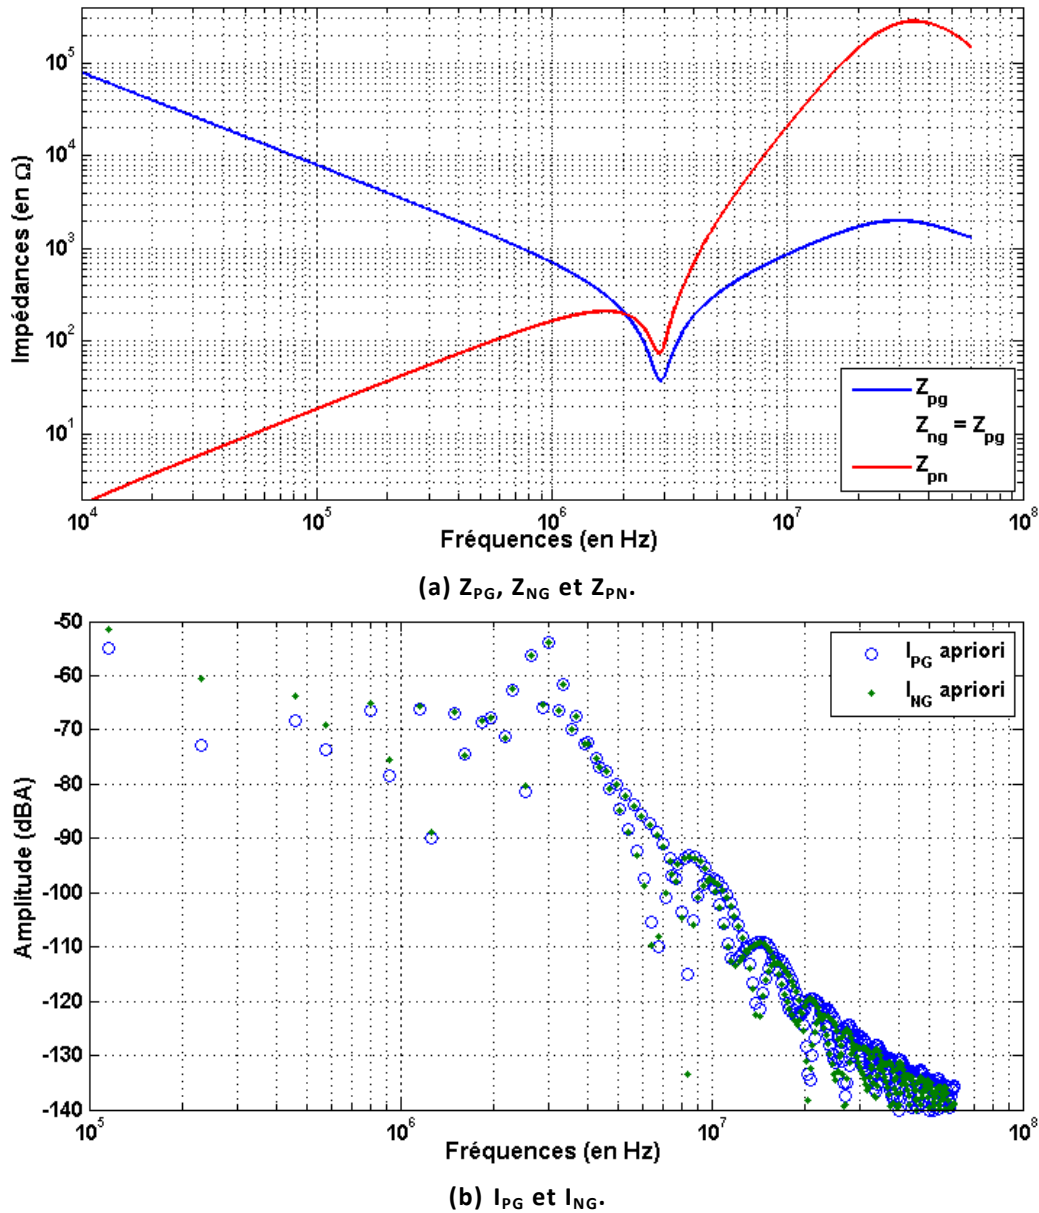 10^5
10^4
10^3
10^2
10^1
Impédances (en Ω)
Z_pg
Z_ng = Z_pg
Z_pn
10^4 10^5 10^6 10^7 10^8
Fréquences (en Hz)
(a) Z_PG, Z_NG et Z_PN.
-50
-60
-70
-80
-90
-100
-110
-120
-130
-140
Amplitude (dBA)
I_PG apriori
I_NG apriori
10^5 10^6 10^7 10^8
Fréquences (en Hz)
(b) I_PG et I_NG.